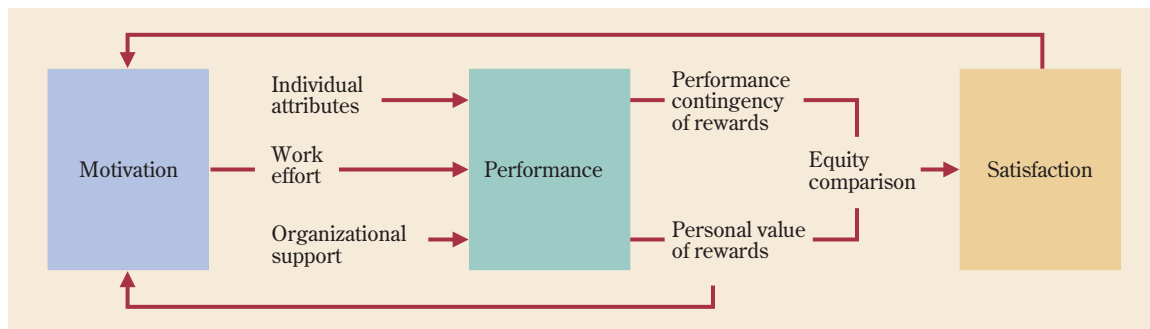 Motivation
Individual
attributes
Work
effort
Organizational
support
Performance
Performance
contingency
of rewards
Personal value
of rewards
Equity
comparison
Satisfaction